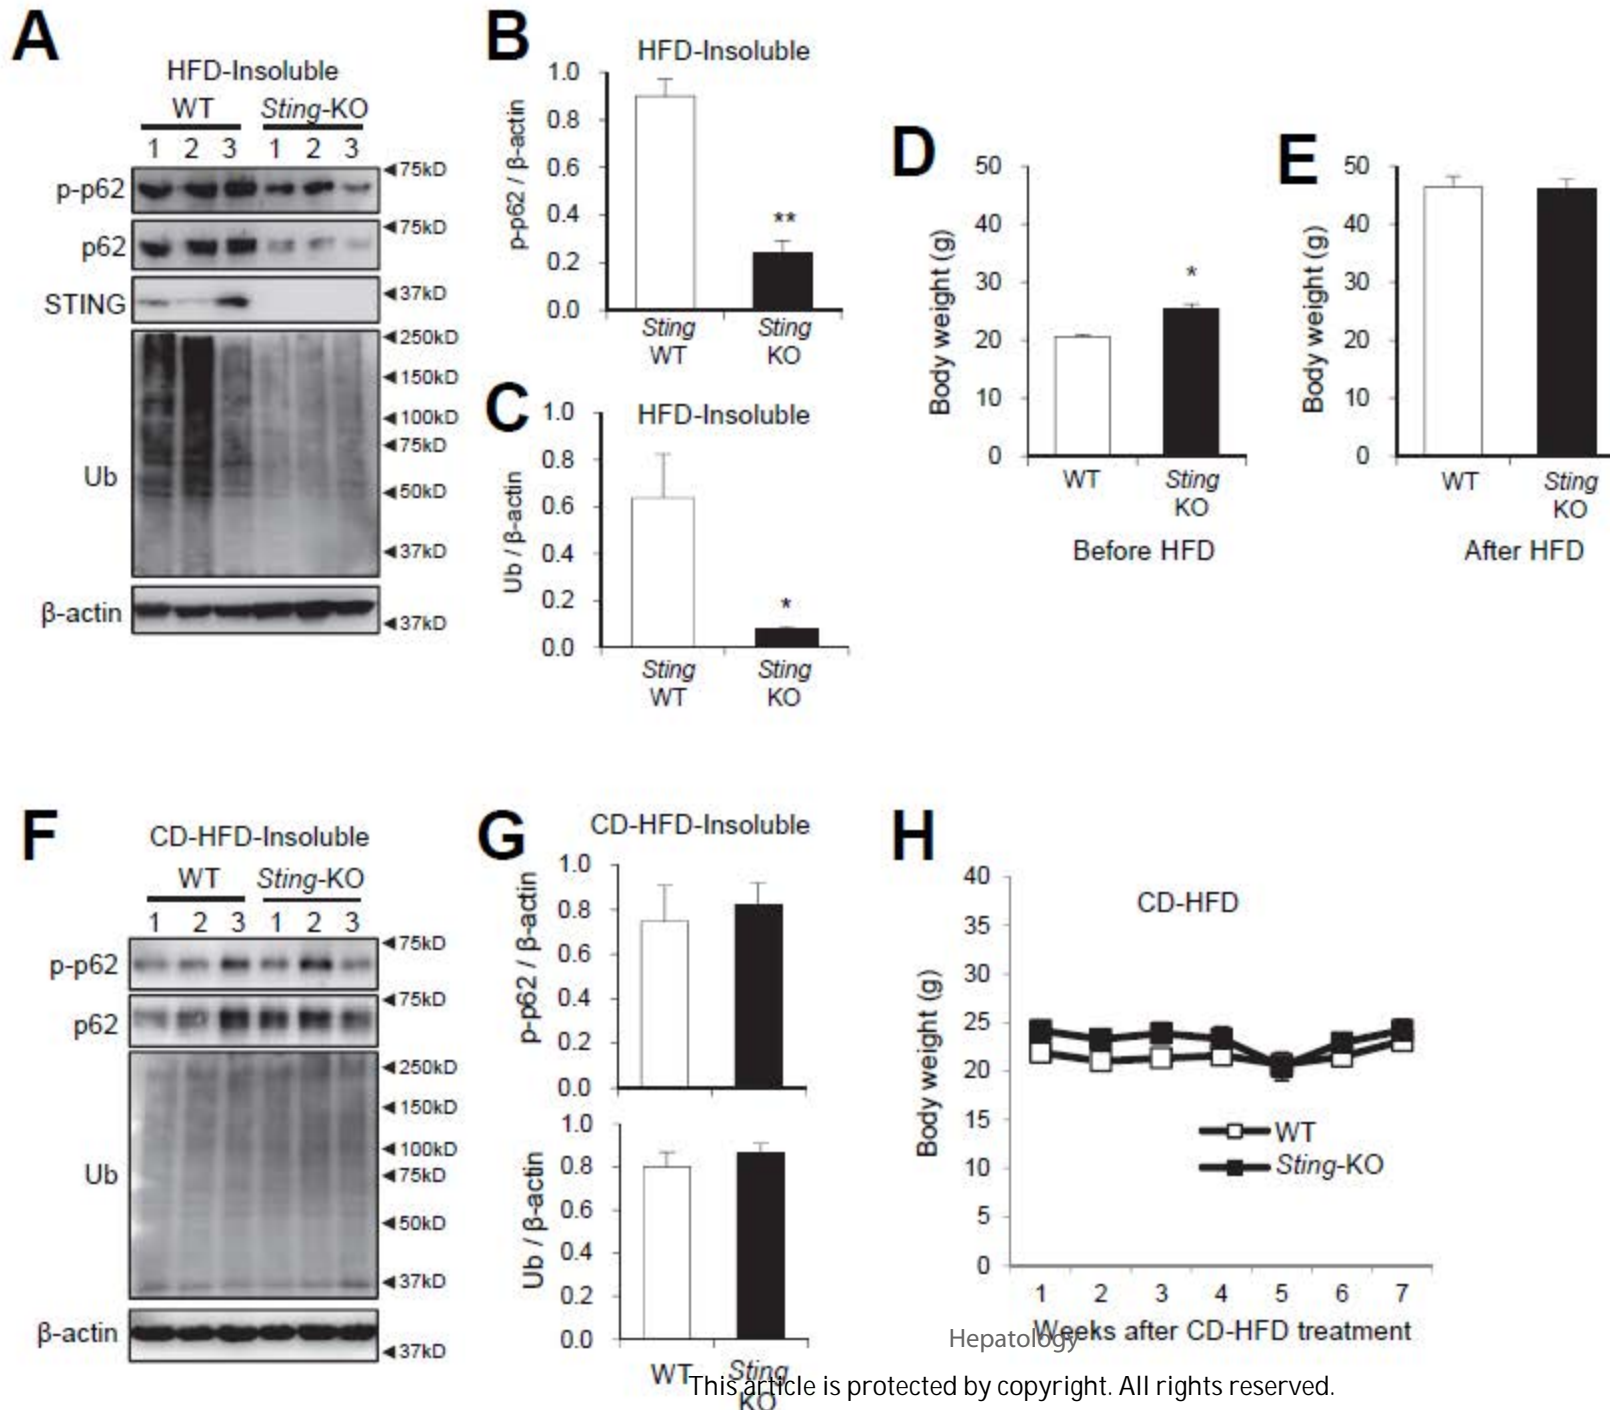 A
HFD-Insoluble
WT Sting-KO
1 2 3 1 2 3
p-p62
◄75kD
p62
◄75kD
STING
◄37kD
Ub
◄250kD
◄150kD
◄100kD
◄75kD
◄50kD
◄37kD
β-actin
◄37kD
B
HFD-Insoluble
p-p62 / β-actin
1.0
0.8
0.6
0.4
0.2
0.0
**
Sting Sting
WT KO
C
HFD-Insoluble
Ub / β-actin
1.0
0.8
0.6
0.4
0.2
0.0
*
Sting Sting
WT KO
D
Body weight (g)
50
40
30
20
10
0
*
WT Sting
KO
Before HFD
E
Body weight (g)
50
40
30
20
10
0
WT Sting
KO
After HFD
F
CD-HFD-Insoluble
WT Sting-KO
1 2 3 1 2 3
p-p62
◄75kD
p62
◄75kD
Ub
◄250kD
◄150kD
◄100kD
◄75kD
◄50kD
◄37kD
β-actin
◄37kD
G
CD-HFD-Insoluble
p-p62 / β-actin
1.0
0.8
0.6
0.4
0.2
0.0
Ub / β-actin
1.0
0.8
0.6
0.4
0.2
0.0
WT Sting
KO
H
CD-HFD
Body weight (g)
40
35
30
25
20
15
10
5
0
WT
Sting-KO
1 2 3 4 5 6 7
Weeks after CD-HFD treatment
Hepatology
This article is protected by copyright. All rights reserved.